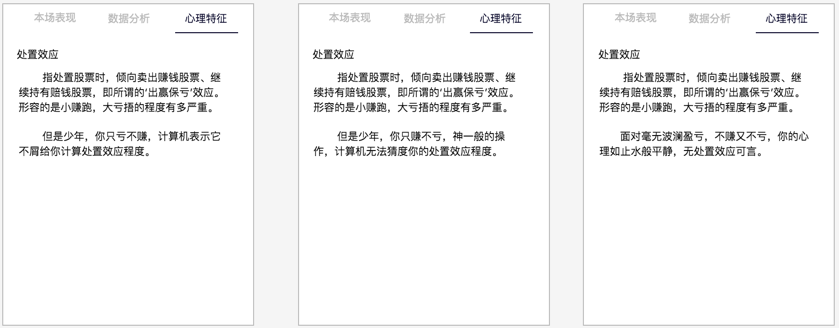 本场表现 数据分析 心理特征
处置效应
指处置股票时，倾向卖出赚钱股票、继
续持有赔钱股票，即所谓的‘出赢保亏’效应。
形容的是小赚跑，大亏捂的程度有多严重。
但是少年，你只亏不赚，计算机表示它
不屑给你计算处置效应程度。
本场表现 数据分析 心理特征
处置效应
指处置股票时，倾向卖出赚钱股票、继
续持有赔钱股票，即所谓的‘出赢保亏’效应。
形容的是小赚跑，大亏捂的程度有多严重。
但是少年，你只赚不亏，神一般的操
作，计算机无法猜度你的处置效应程度。
本场表现 数据分析 心理特征
处置效应
指处置股票时，倾向卖出赚钱股票、继
续持有赔钱股票，即所谓的‘出赢保亏’效应。
形容的是小赚跑，大亏捂的程度有多严重。
面对毫无波澜盈亏，不赚又不亏，你的心
理如止水般平静，无处置效应可言。